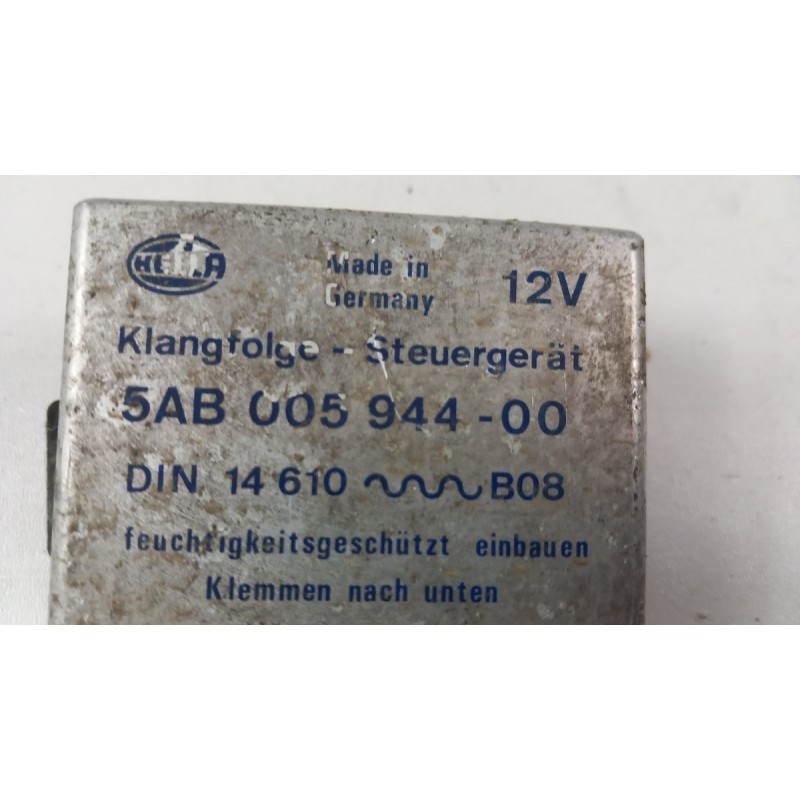 HELLA
Made in
Germany
12V
Klangfolge - Steuergerät
5AB 005 944-00
DIN 14 610 B08
feuchtigkeitsgeschützt einbauen
Klemmen nach unten